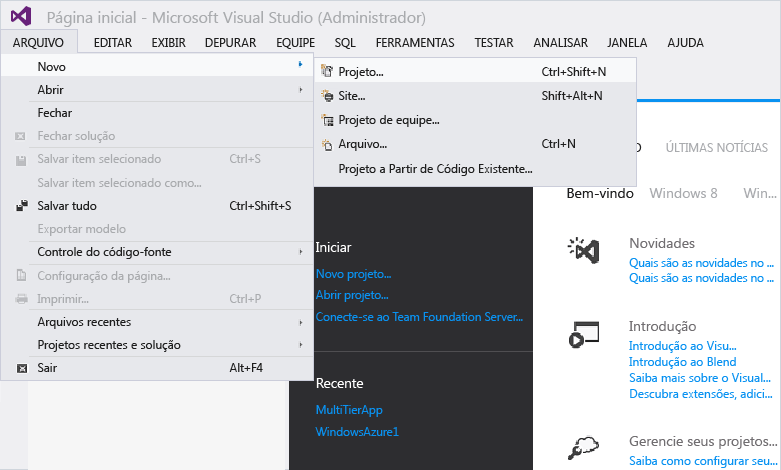 Página inicial - Microsoft Visual Studio (Administrador)
ARQUIVO EDITAR EXIBIR DEPURAR EQUIPE SQL FERRAMENTAS TESTAR ANALISAR JANELA AJUDA
Novo
Abrir
Fechar
Fechar solução
Salvar item selecionado Ctrl+S
Salvar item selecionado como...
Salvar tudo Ctrl+Shift+S
Exportar modelo
Controle do código-fonte
Configuração da página...
Imprimir... Ctrl+P
Arquivos recentes
Projetos recentes e solução
Sair Alt+F4
Projeto... Ctrl+Shift+N
Site... Shift+Alt+N
Projeto de equipe...
Arquivo... Ctrl+N
Projeto a Partir de Código Existente...
Iniciar
Novo projeto...
Abrir projeto...
Conecte-se ao Team Foundation Server...
Recente
MultiTierApp
WindowsAzure1
ÚLTIMAS NOTÍCIAS
Bem-vindo Windows 8 Win...
Novidades
Quais são as novidades no ...
Quais são as novidades no ...
Introdução
Introdução ao Visu...
Introdução ao Blend
Saiba mais sobre o Visual...
Descubra extensões, adici...
Gerencie seus projetos...
Saiba como configurar seu...